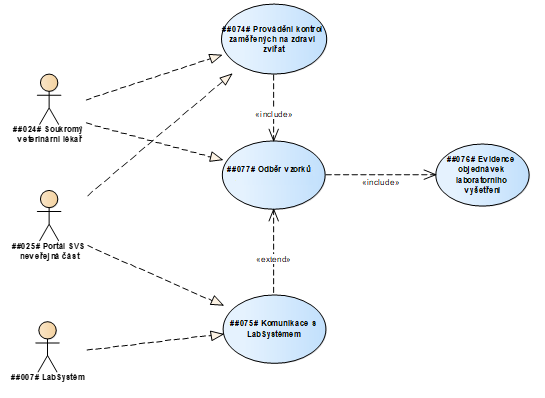 ##074# Provádění kontrol
zaměřených na zdraví
zvířat
«include»
##024# Soukromý
veterinární lékař
##077# Odběr vzorků
«include»
##076# Evidence
objednávek
laboratorního
vyšetření
##025# Portál SVS
neveřejná část
«extend»
##075# Komunikace s
LabSystémem
##007# LabSystém